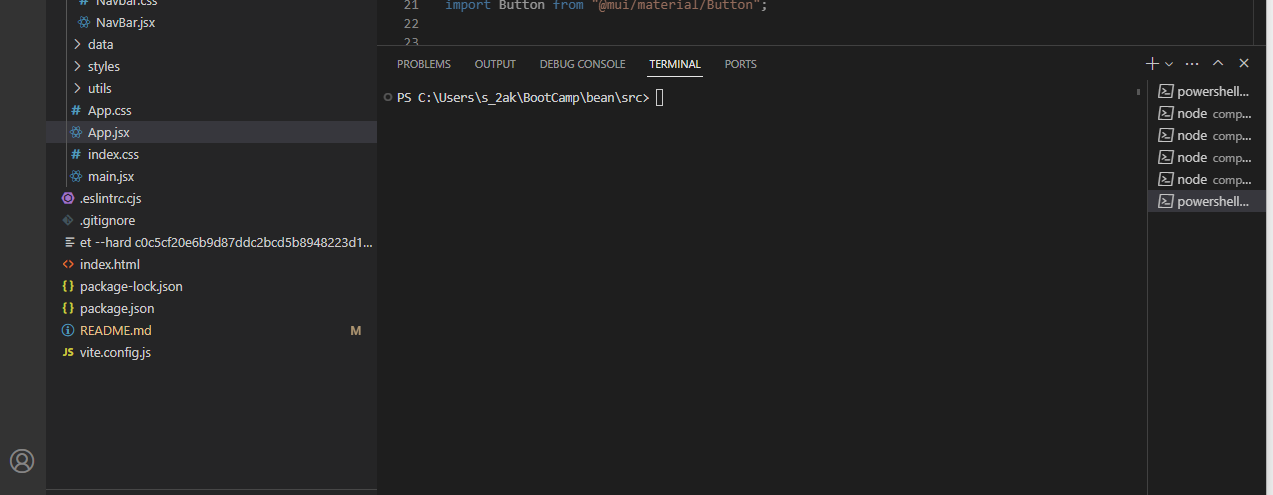 NavBar.css
NavBar.jsx
data
styles
utils
# App.css
App.jsx
# index.css
main.jsx
.eslintrc.cjs
.gitignore
et --hard c0c5cf20e6b9d87ddc2bcd5b8948223d1...
<> index.html
{} package-lock.json
{} package.json
README.md M
JS vite.config.js
21 import Button from "@mui/material/Button";
22
23
PROBLEMS OUTPUT DEBUG CONSOLE TERMINAL PORTS
PS C:\Users\s_2ak\BootCamp\bean\src>
powershell...
node comp...
node comp...
node comp...
node comp...
powershell...